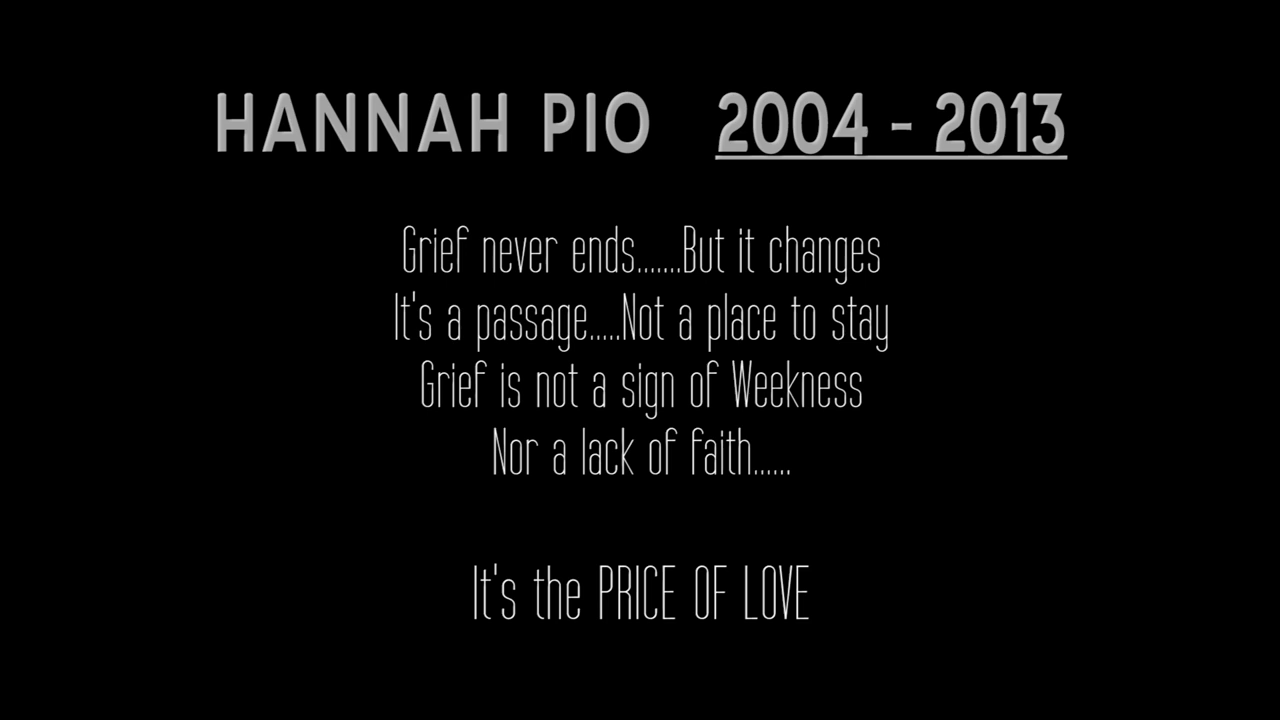 HANNAH PIO 2004 - 2013
Grief never ends.......But it changes
It's a passage.....Not a place to stay
Grief is not a sign of Weekness
Nor a lack of faith......
It's the PRICE OF LOVE